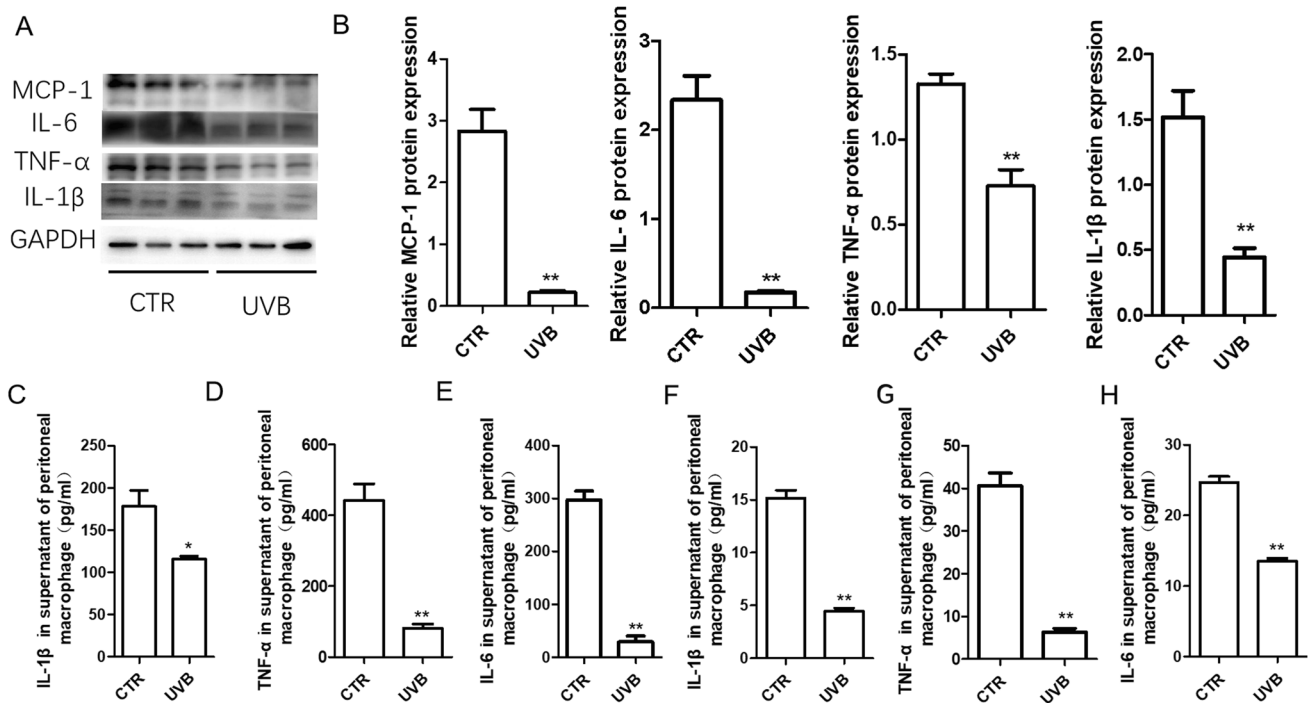 A
MCP-1
IL-6
TNF-α
IL-1β
GAPDH
CTR
UVB
B
Relative MCP-1 protein expression
4
3
2
1
0
**
CTR
UVB
Relative IL- 6 protein expression
3
2
1
0
**
CTR
UVB
Relative TNF-α protein expression
1.5
1.0
0.5
0.0
**
CTR
UVB
Relative IL-1β protein expression
2.0
1.5
1.0
0.5
0.0
**
CTR
UVB
C
IL-1β in supernatant of peritoneal
macrophage（pg/ml）
250
200
150
100
50
0
*
CTR
UVB
D
TNF-α in supernatant of peritoneal
macrophage（pg/ml）
600
400
200
0
**
CTR
UVB
E
IL-6 in supernatant of peritoneal
macrophage（pg/ml）
400
300
200
100
0
**
CTR
UVB
F
IL-1β in supernatant of peritoneal
macrophage（pg/ml）
20
15
10
5
0
**
CTR
UVB
G
TNF-α in supernatant of peritoneal
macrophage（pg/ml）
50
40
30
20
10
0
**
CTR
UVB
H
IL-6 in supernatant of peritoneal
macrophage（pg/ml）
30
20
10
0
**
CTR
UVB